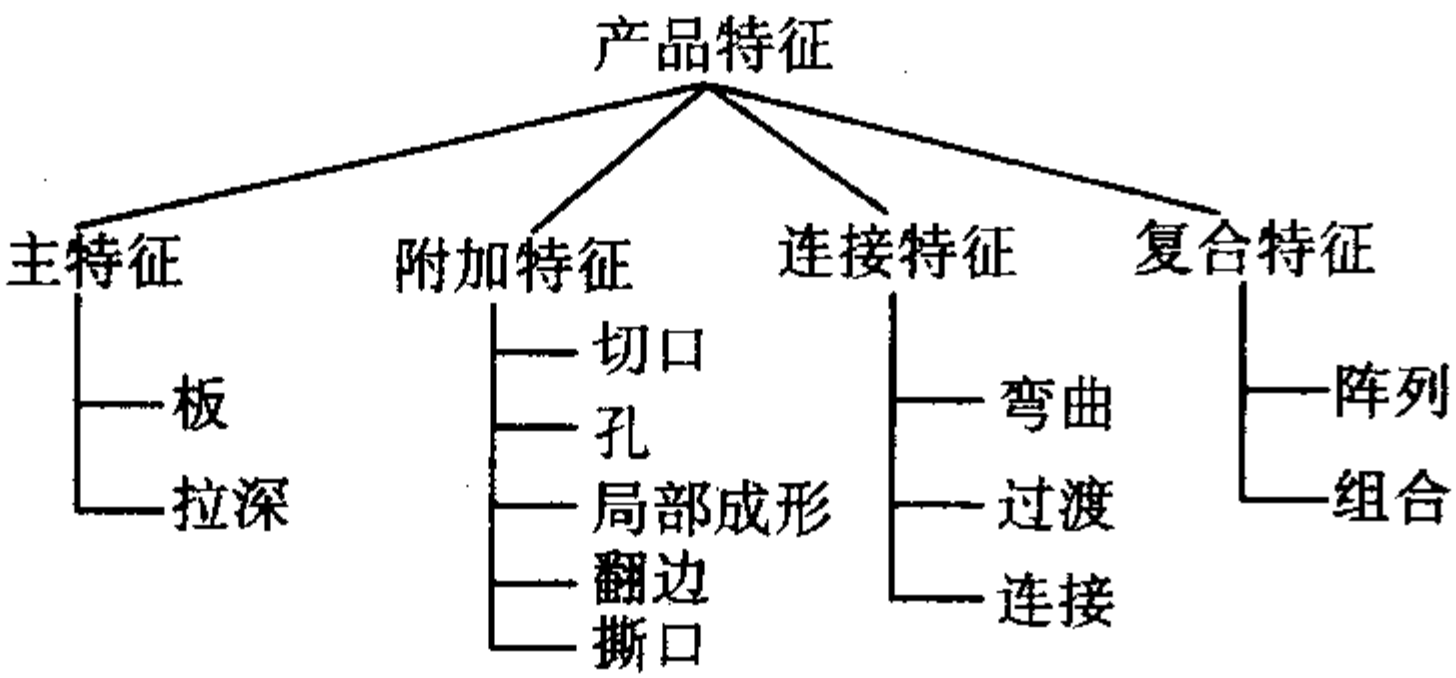 产品特征
主特征
附加特征
连接特征
复合特征
板
拉深
切口
孔
局部成形
翻边
撕口
弯曲
过渡
连接
阵列
组合